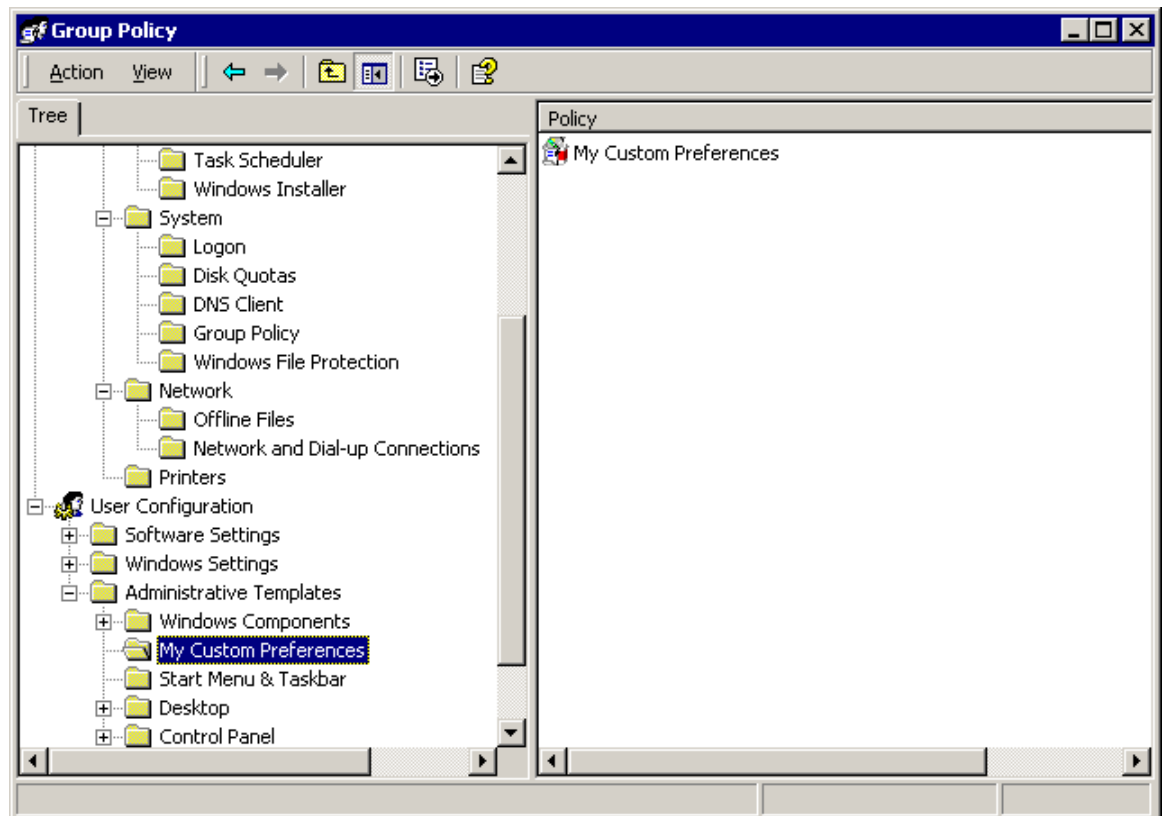 Group Policy
Action View
Tree
Policy
My Custom Preferences
Task Scheduler
Windows Installer
System
Logon
Disk Quotas
DNS Client
Group Policy
Windows File Protection
Network
Offline Files
Network and Dial-up Connections
Printers
User Configuration
Software Settings
Windows Settings
Administrative Templates
Windows Components
My Custom Preferences
Start Menu & Taskbar
Desktop
Control Panel